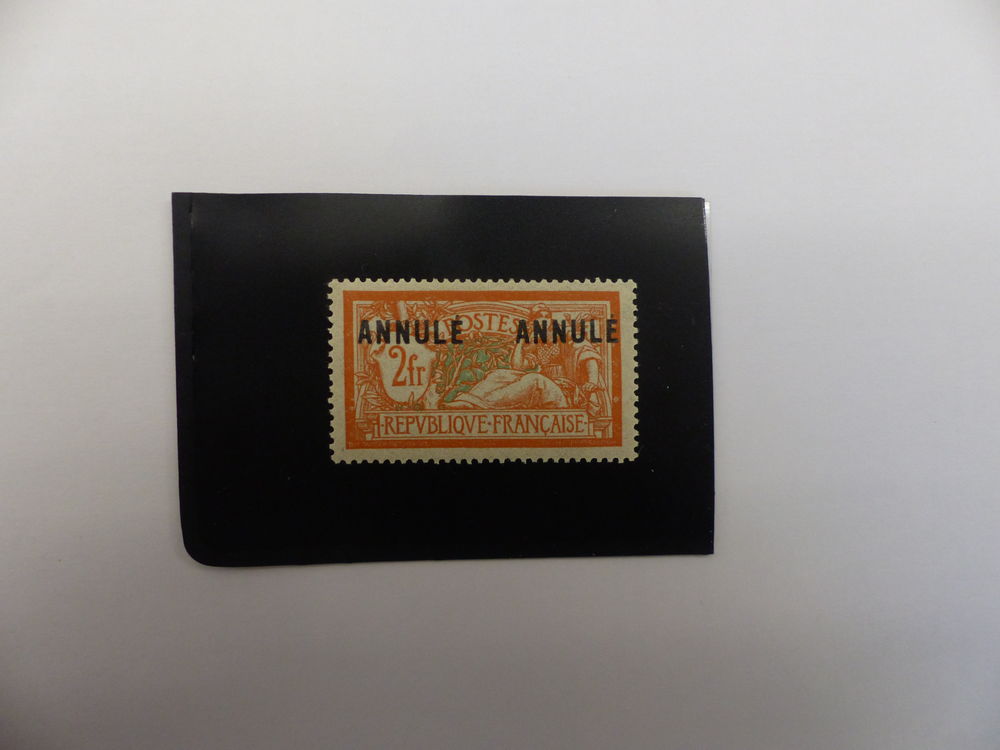 POSTES
ANNULÉ ANNULÉ
2fr
REPVBLIQVE·FRANÇAISE